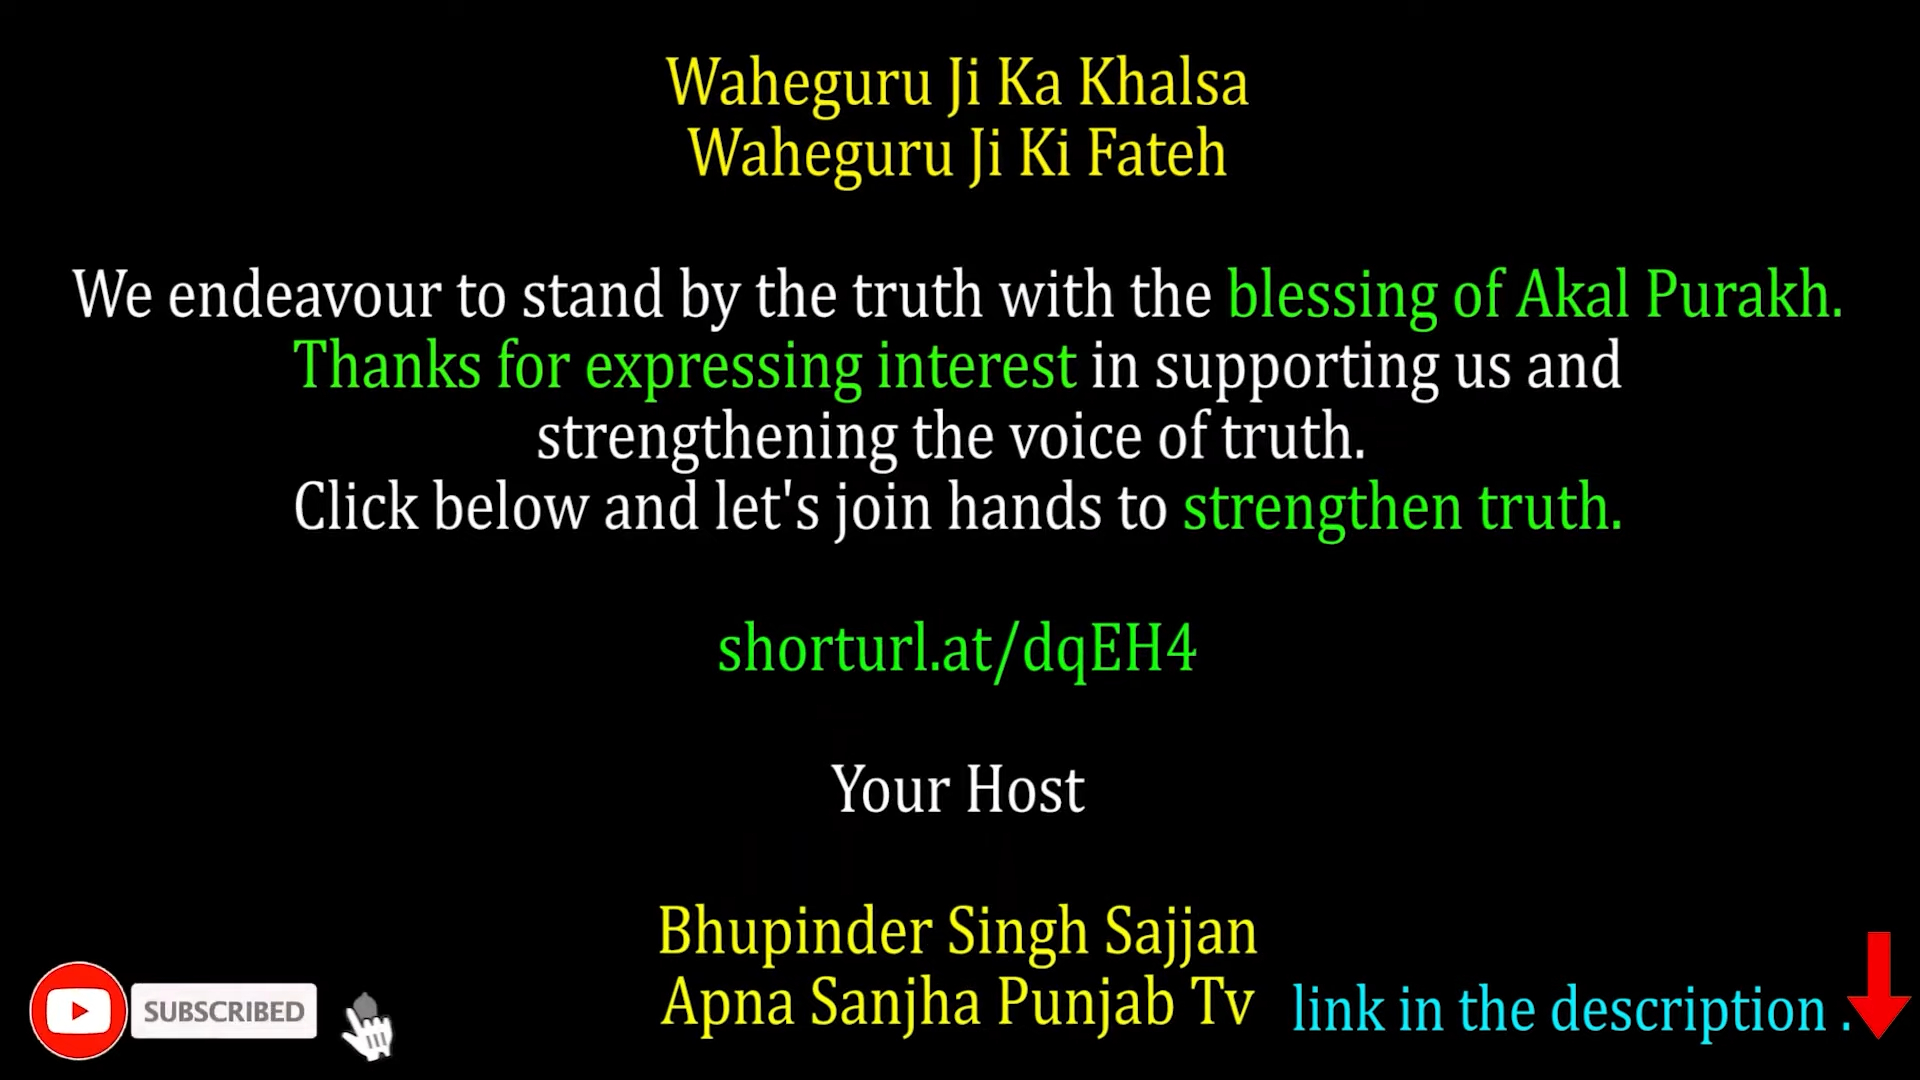 Waheguru Ji Ka Khalsa
Waheguru Ji Ki Fateh
We endeavour to stand by the truth with the blessing of Akal Purakh.
Thanks for expressing interest in supporting us and
strengthening the voice of truth.
Click below and let's join hands to strengthen truth.
shorturl.at/dqEH4
Your Host
Bhupinder Singh Sajjan
Apna Sanjha Punjab Tv
link in the description .
SUBSCRIBED